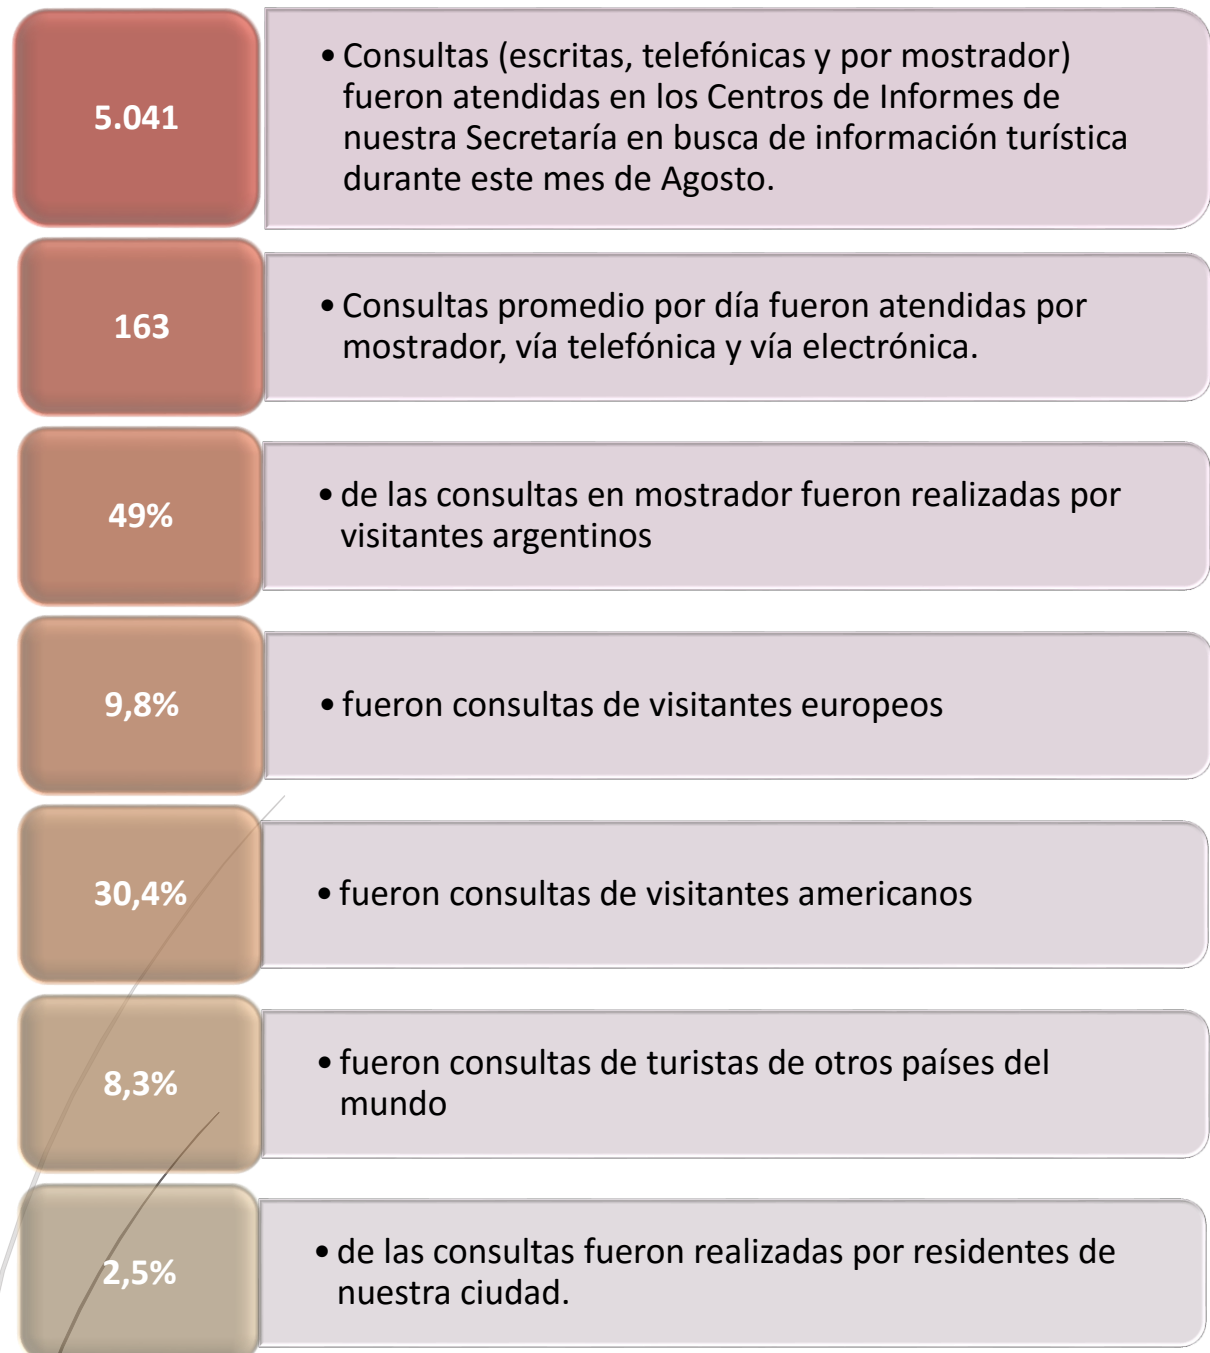 5.041
• Consultas (escritas, telefónicas y por mostrador)
fueron atendidas en los Centros de Informes de
nuestra Secretaría en busca de información turística
durante este mes de Agosto.
163
• Consultas promedio por día fueron atendidas por
mostrador, vía telefónica y vía electrónica.
49%
• de las consultas en mostrador fueron realizadas por
visitantes argentinos
9,8%
• fueron consultas de visitantes europeos
30,4%
• fueron consultas de visitantes americanos
8,3%
• fueron consultas de turistas de otros países del
mundo
2,5%
• de las consultas fueron realizadas por residentes de
nuestra ciudad.